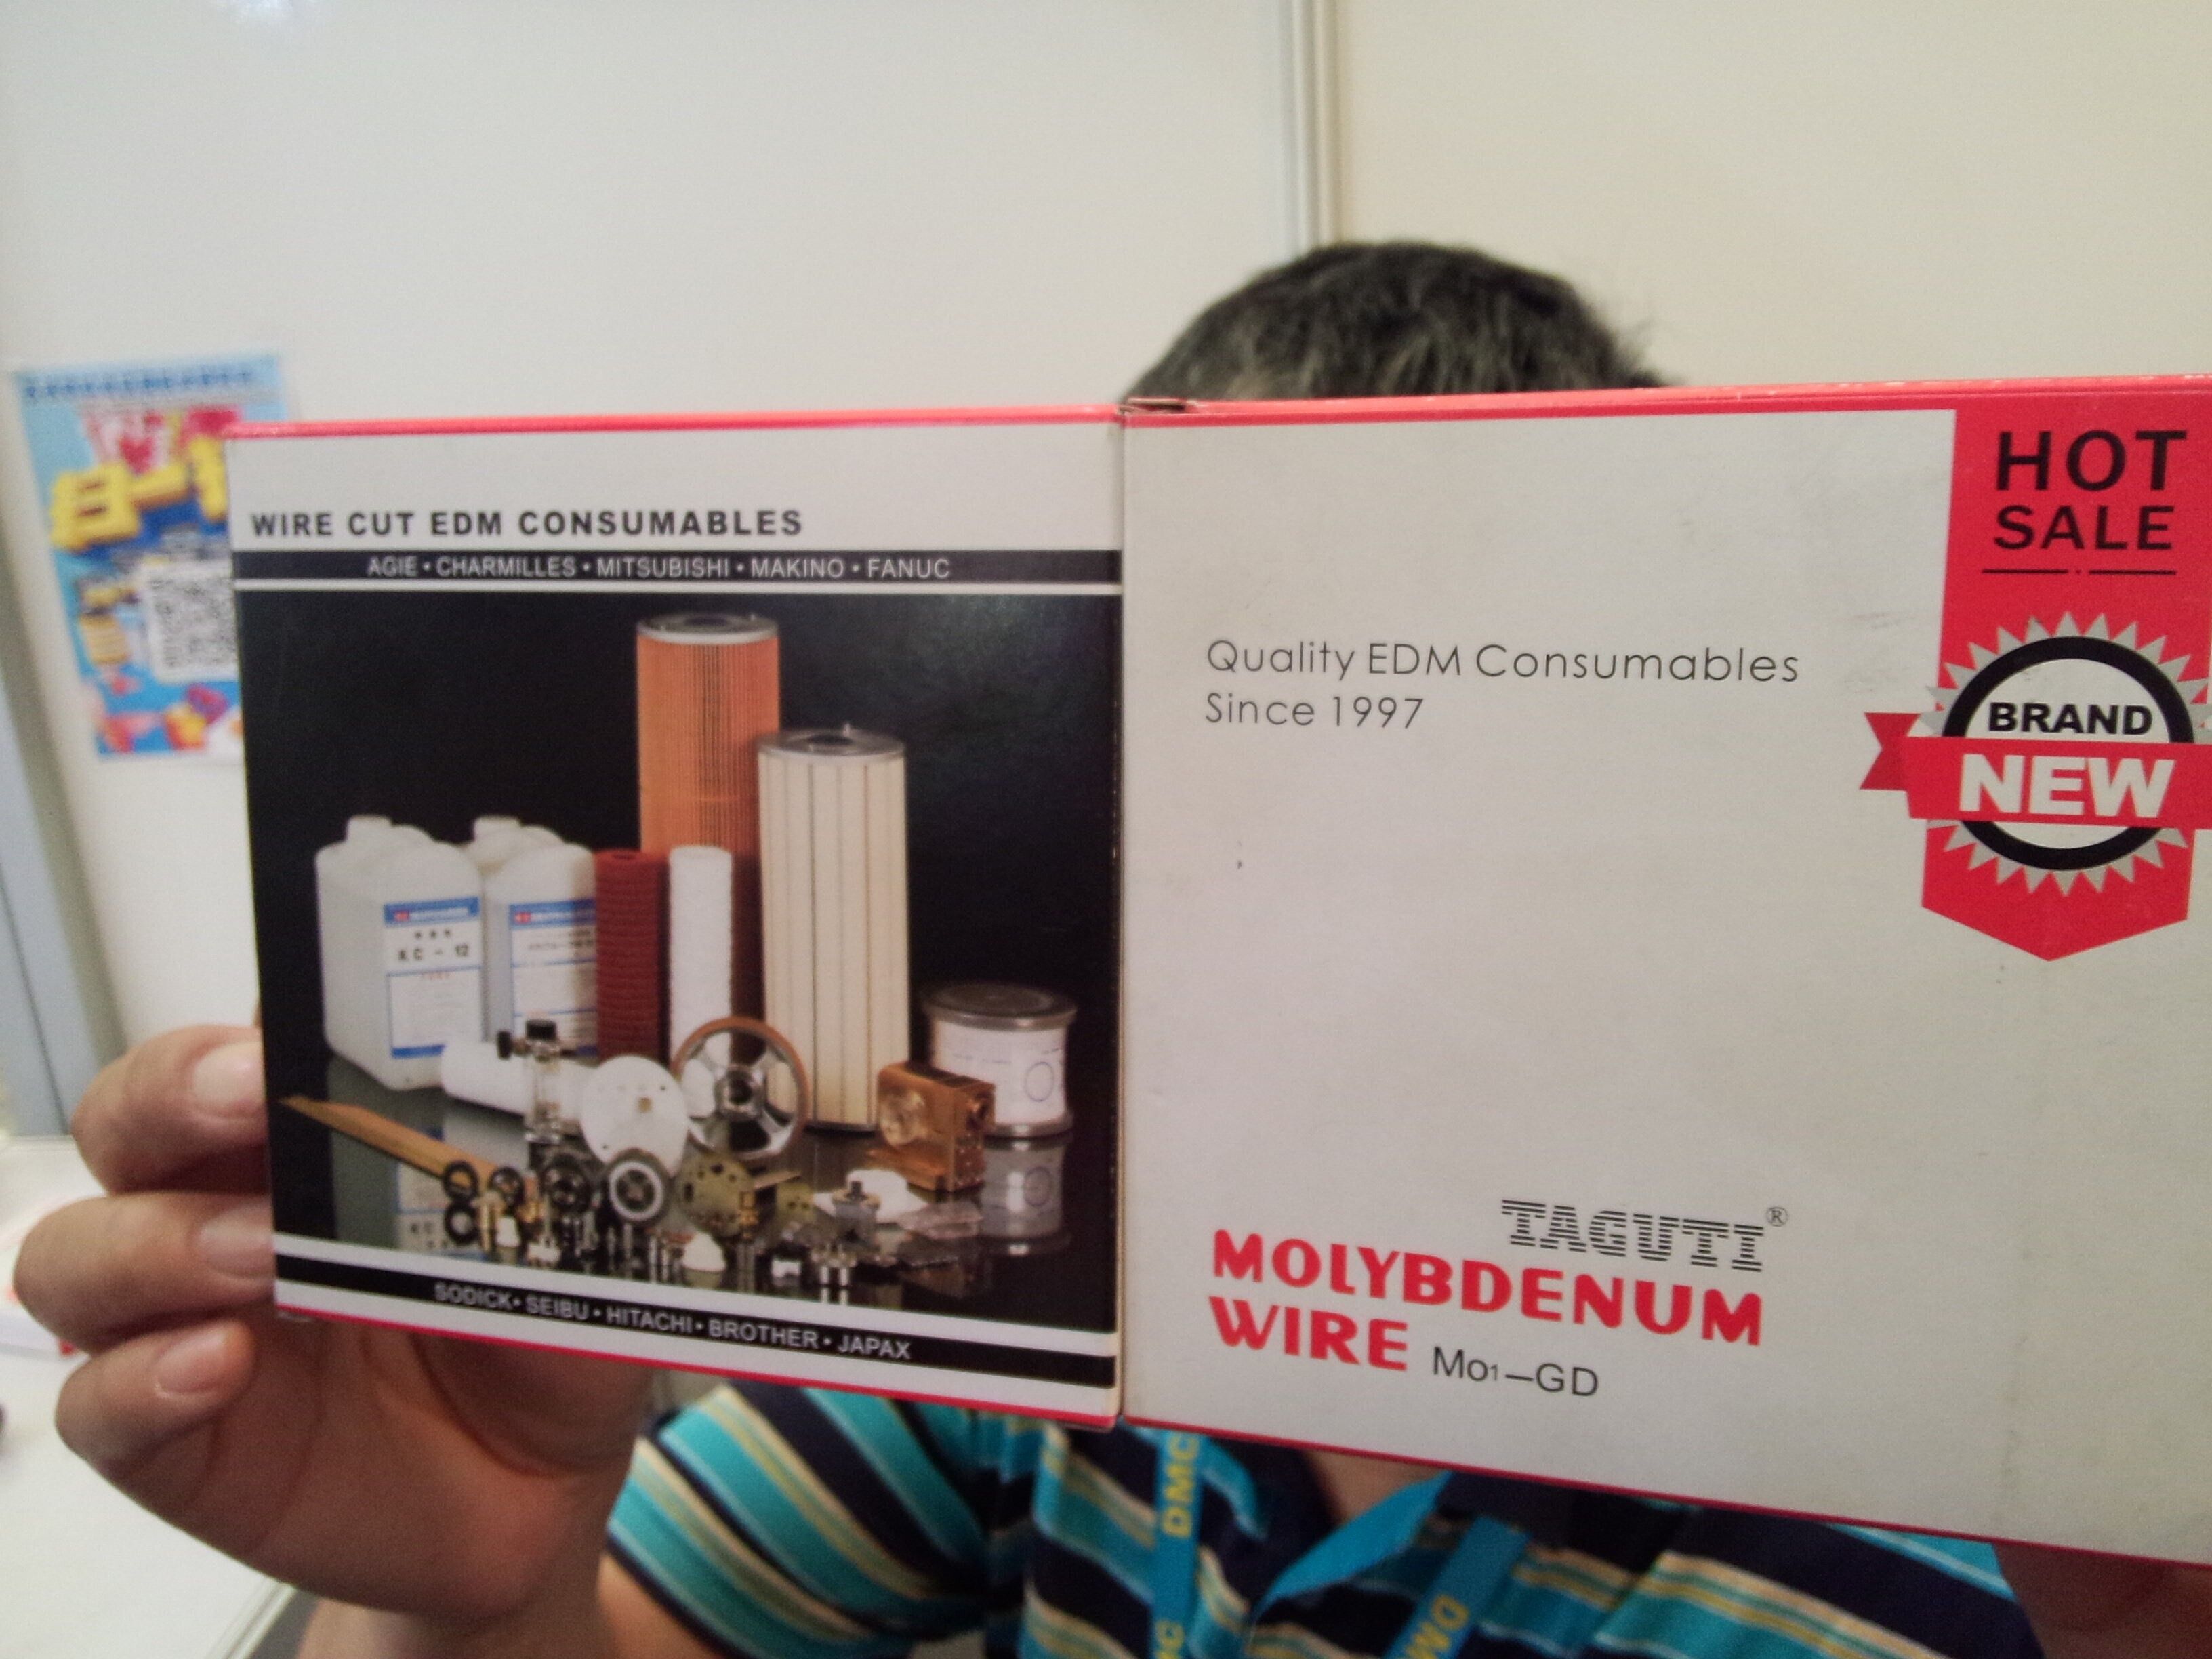 WIRE CUT EDM CONSUMABLES
AGIE • CHARMILLES • MITSUBISHI • MAKINO • FANUC
KC - 12
SODICK • SEIBU • HITACHI • BROTHER • JAPAX
HOT
SALE
Quality EDM Consumables
Since 1997
BRAND
NEW
TAGUTI®
MOLYBDENUM
WIRE Mo1—GD
DMC
DMC